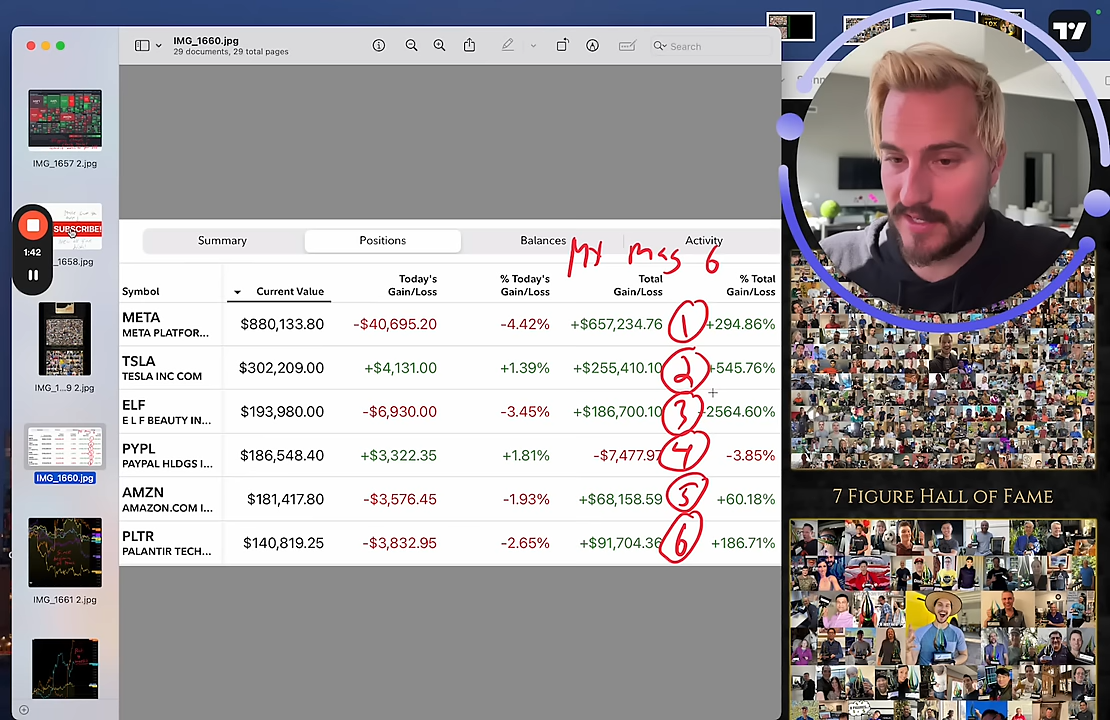 IMG_1660.jpg
29 documents, 29 total pages
Search
IMG_1657 2.jpg
SUBSCRIBE!
1:42
_1658.jpg
IMG_1...9 2.jpg
IMG_1660.jpg
IMG_1661 2.jpg
Summary Positions Balances Activity
My Mag 6
Symbol Current Value Today's Gain/Loss % Today's Gain/Loss Total Gain/Loss % Total Gain/Loss
META $880,133.80 -$40,695.20 -4.42% +$657,234.76 1 +294.86%
META PLATFOR...
TSLA $302,209.00 +$4,131.00 +1.39% +$255,410.10 2 +545.76%
TESLA INC COM
ELF $193,980.00 -$6,930.00 -3.45% +$186,700.10 3 2564.60%
E L F BEAUTY IN...
PYPL $186,548.40 +$3,322.35 +1.81% -$7,477.97 4 -3.85%
PAYPAL HLDGS I...
AMZN $181,417.80 -$3,576.45 -1.93% +$68,158.59 5 +60.18%
AMAZON.COM I...
PLTR $140,819.25 -$3,832.95 -2.65% +$91,704.36 6 +186.71%
PALANTIR TECH...
7 FIGURE HALL OF FAME